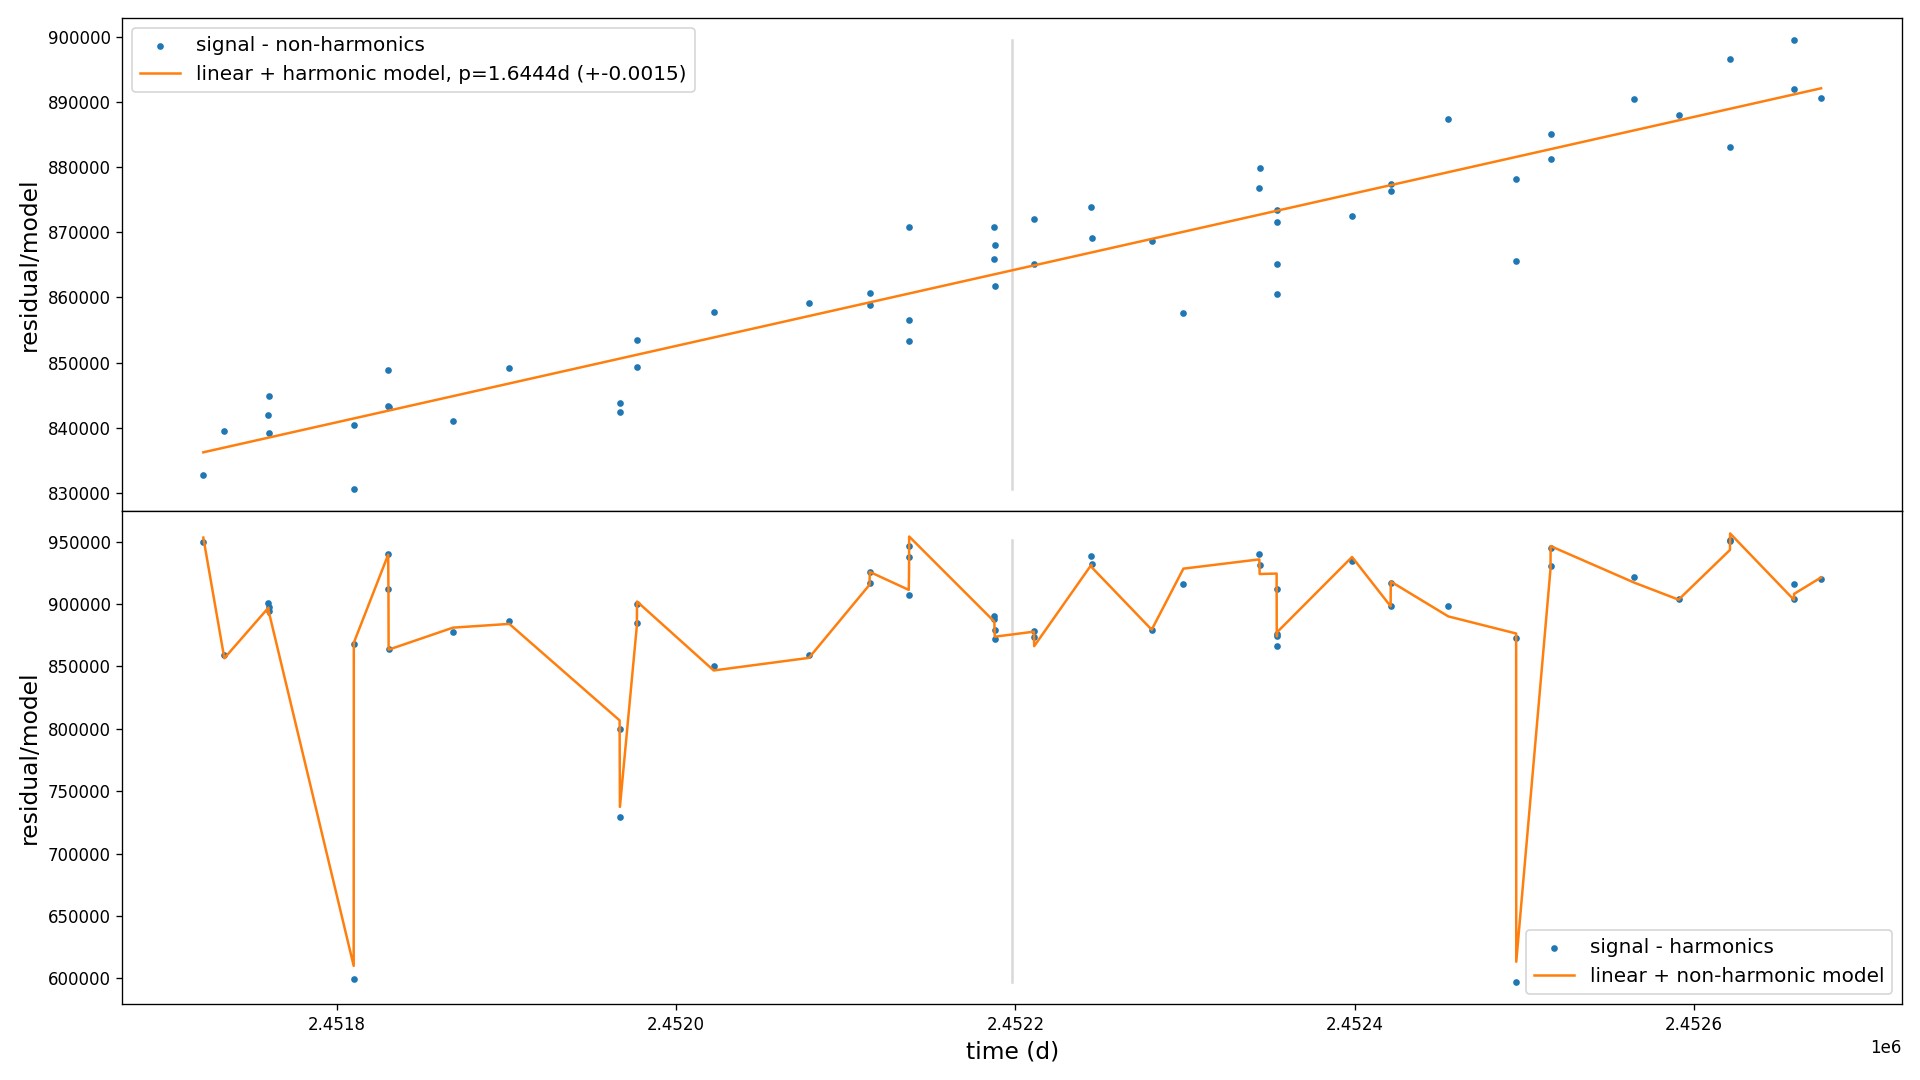 900000
890000
880000
870000
860000
850000
840000
830000
residual/model
signal - non-harmonics
linear + harmonic model, p=1.6444d (+-0.0015)
950000
900000
850000
800000
750000
700000
650000
600000
residual/model
signal - harmonics
linear + non-harmonic model
2.4518
2.4520
2.4522
2.4524
2.4526
1e6
time (d)